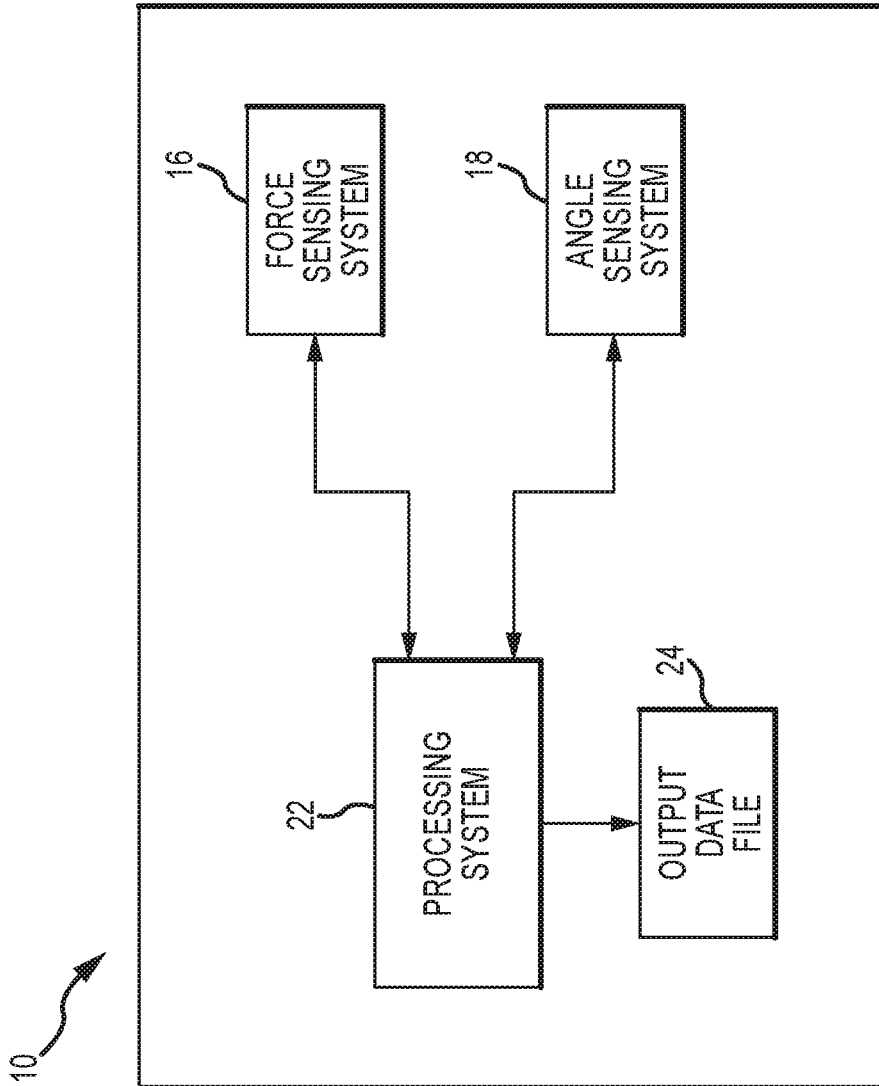 10
22
PROCESSING
SYSTEM
24
OUTPUT
DATA
FILE
16
FORCE
SENSING
SYSTEM
18
ANGLE
SENSING
SYSTEM